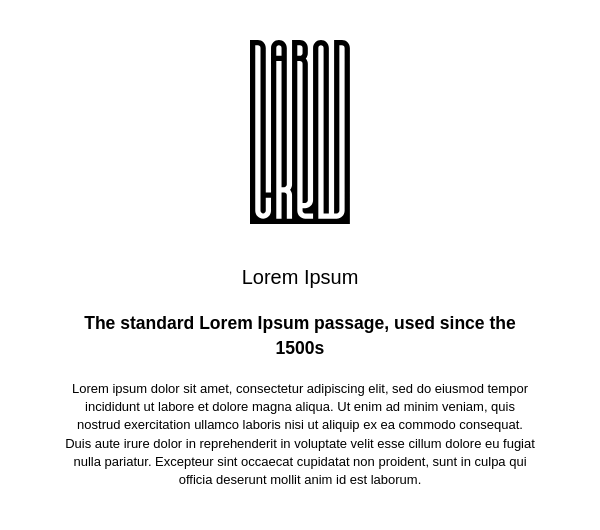 DAROD
CREW
Lorem Ipsum
The standard Lorem Ipsum passage, used since the
1500s
Lorem ipsum dolor sit amet, consectetur adipiscing elit, sed do eiusmod tempor
incididunt ut labore et dolore magna aliqua. Ut enim ad minim veniam, quis
nostrud exercitation ullamco laboris nisi ut aliquip ex ea commodo consequat.
Duis aute irure dolor in reprehenderit in voluptate velit esse cillum dolore eu fugiat
nulla pariatur. Excepteur sint occaecat cupidatat non proident, sunt in culpa qui
officia deserunt mollit anim id est laborum.